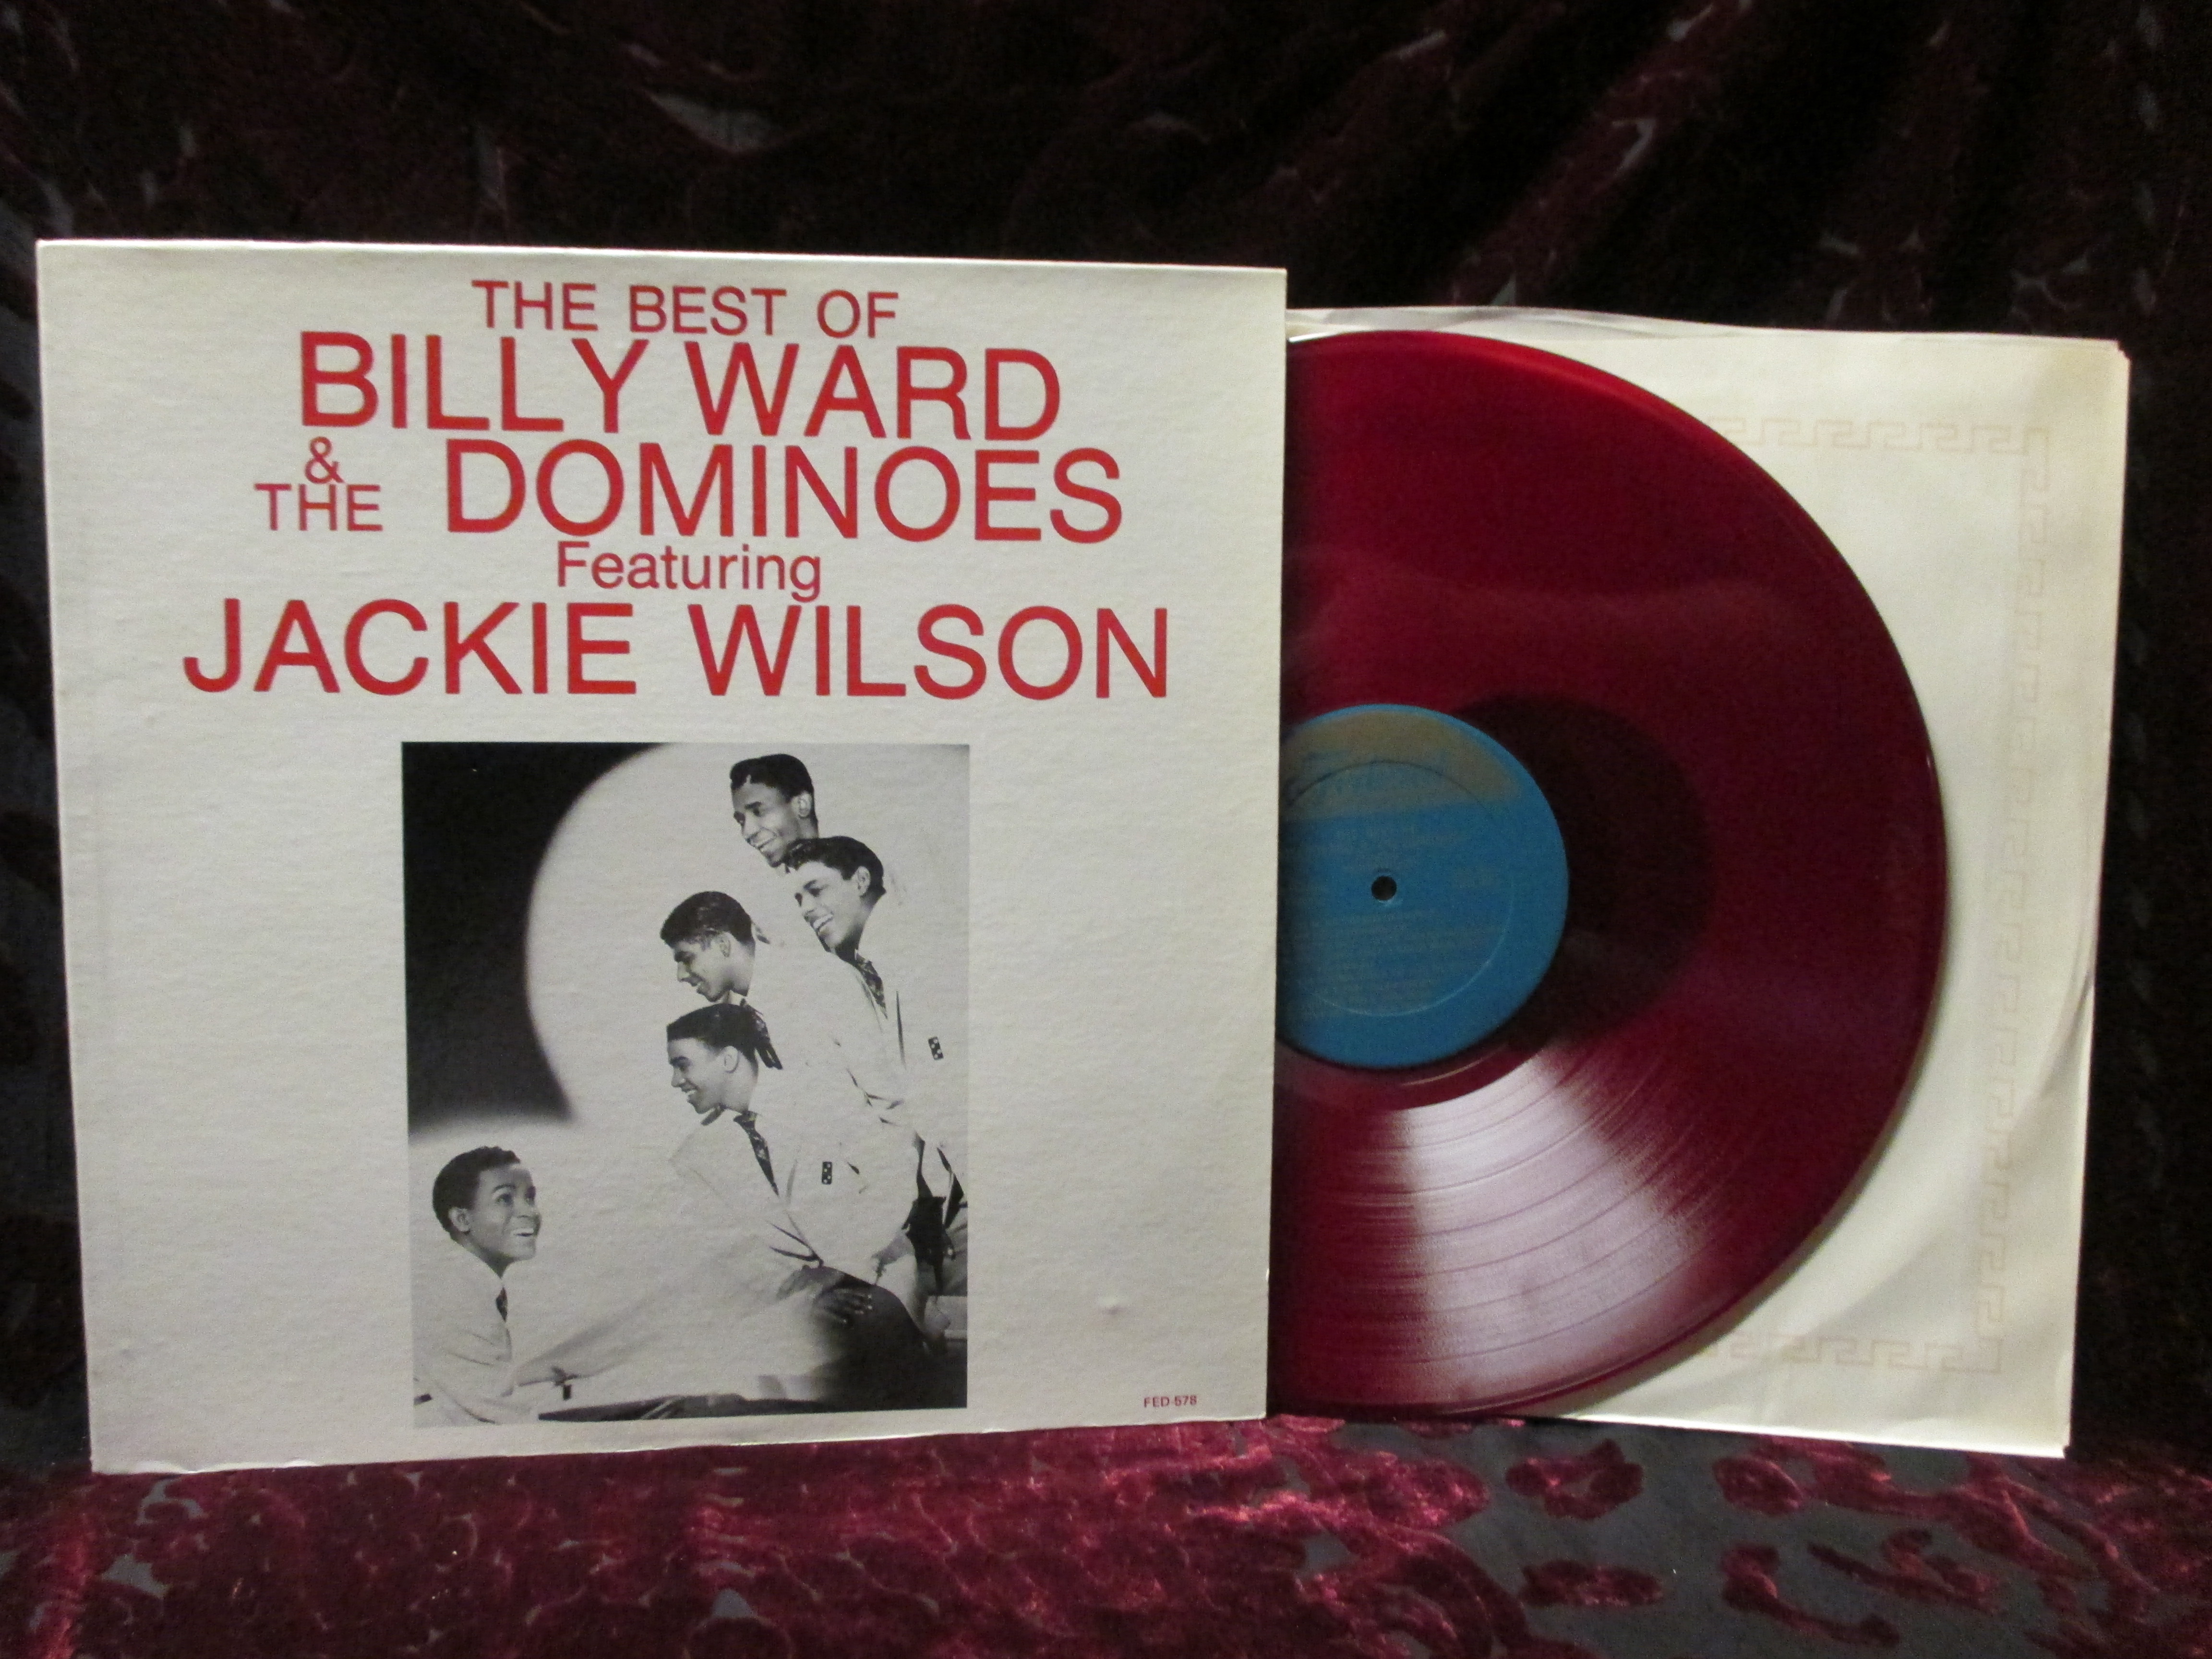 THE BEST OF
BILLY WARD
&
THE DOMINOES
Featuring
JACKIE WILSON
FED-578